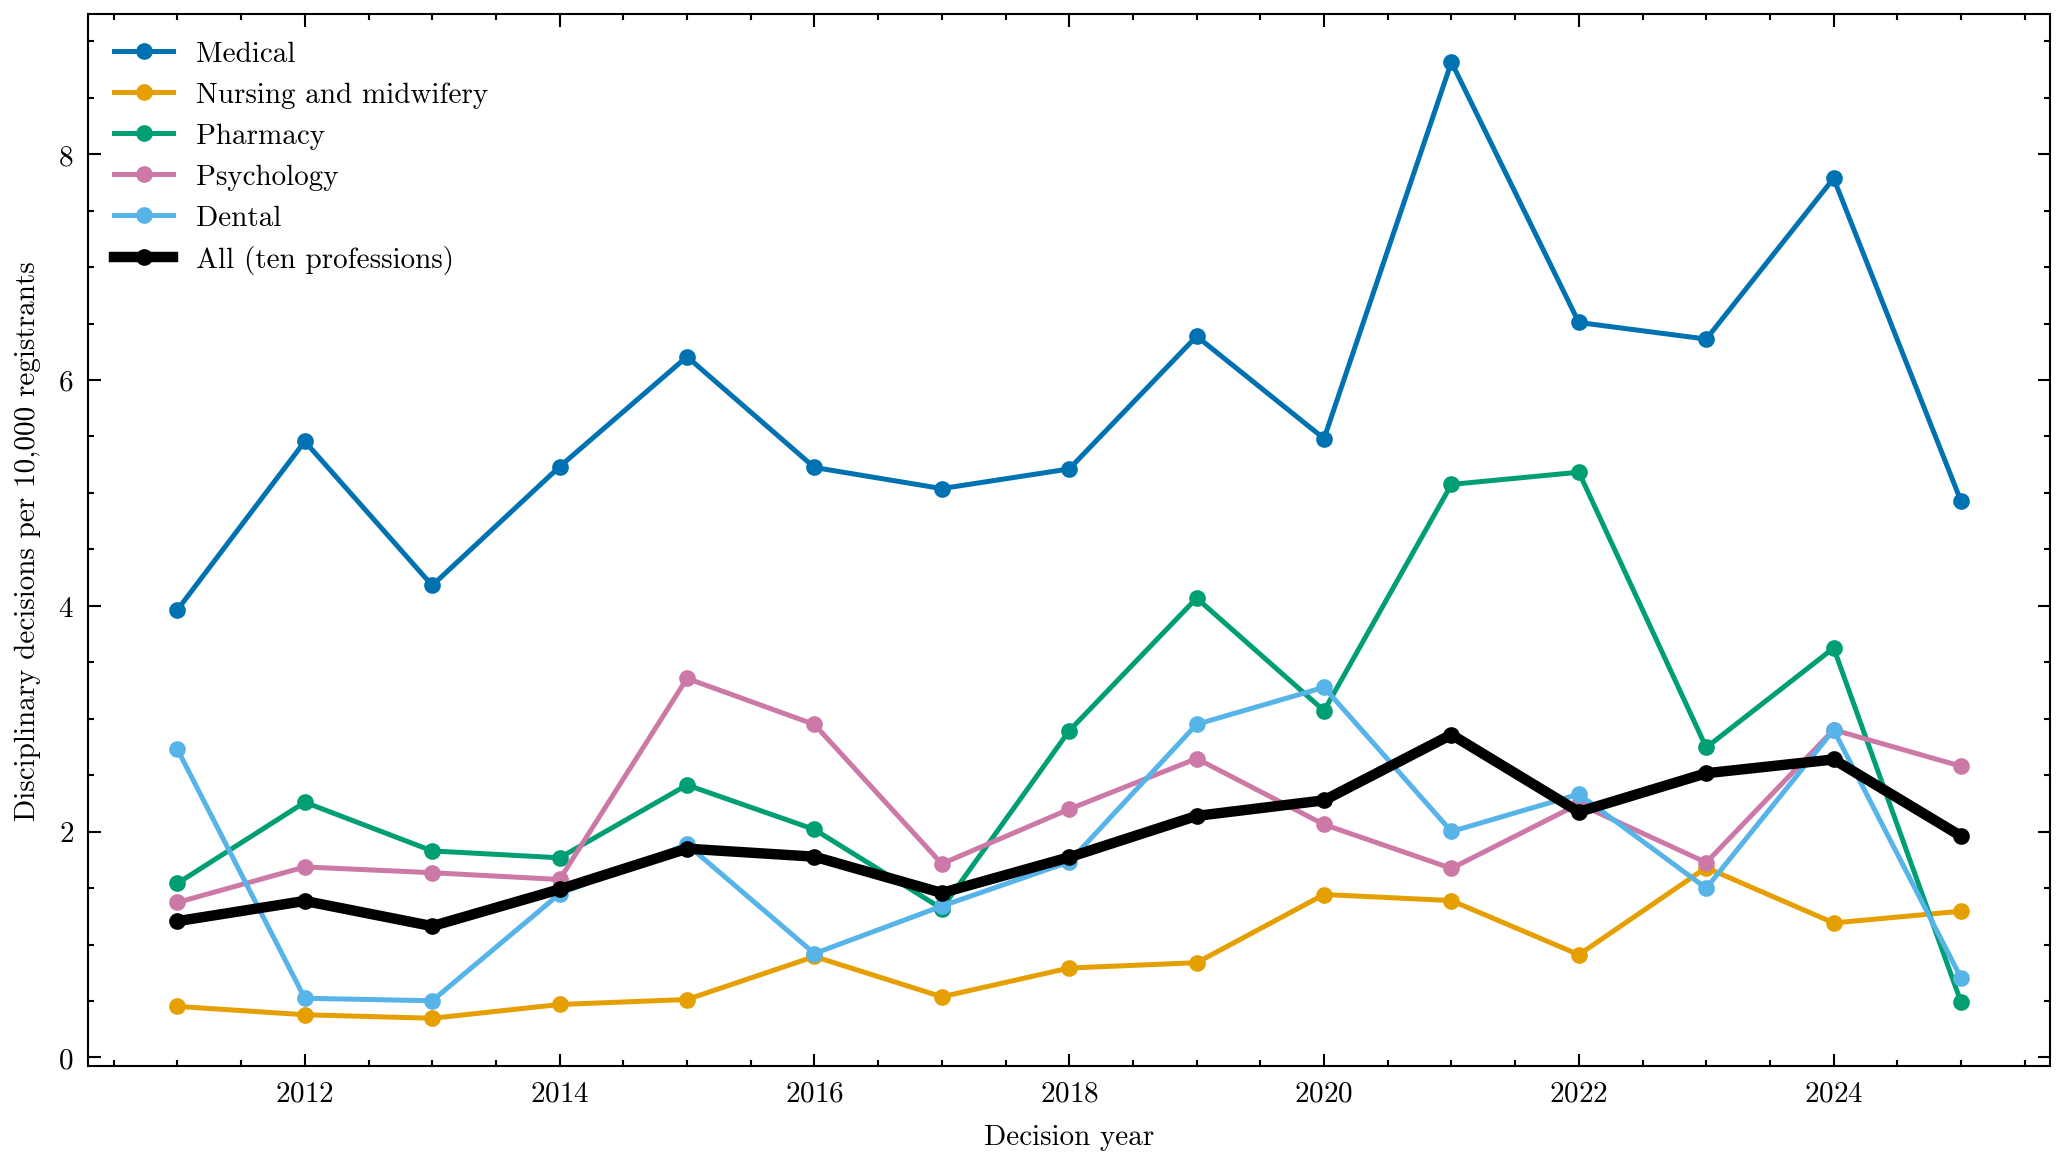 Medical
Nursing and midwifery
Pharmacy
Psychology
Dental
All (ten professions)
Disciplinary decisions per 10,000 registrants
8
6
4
2
0
2012 2014 2016 2018 2020 2022 2024
Decision year